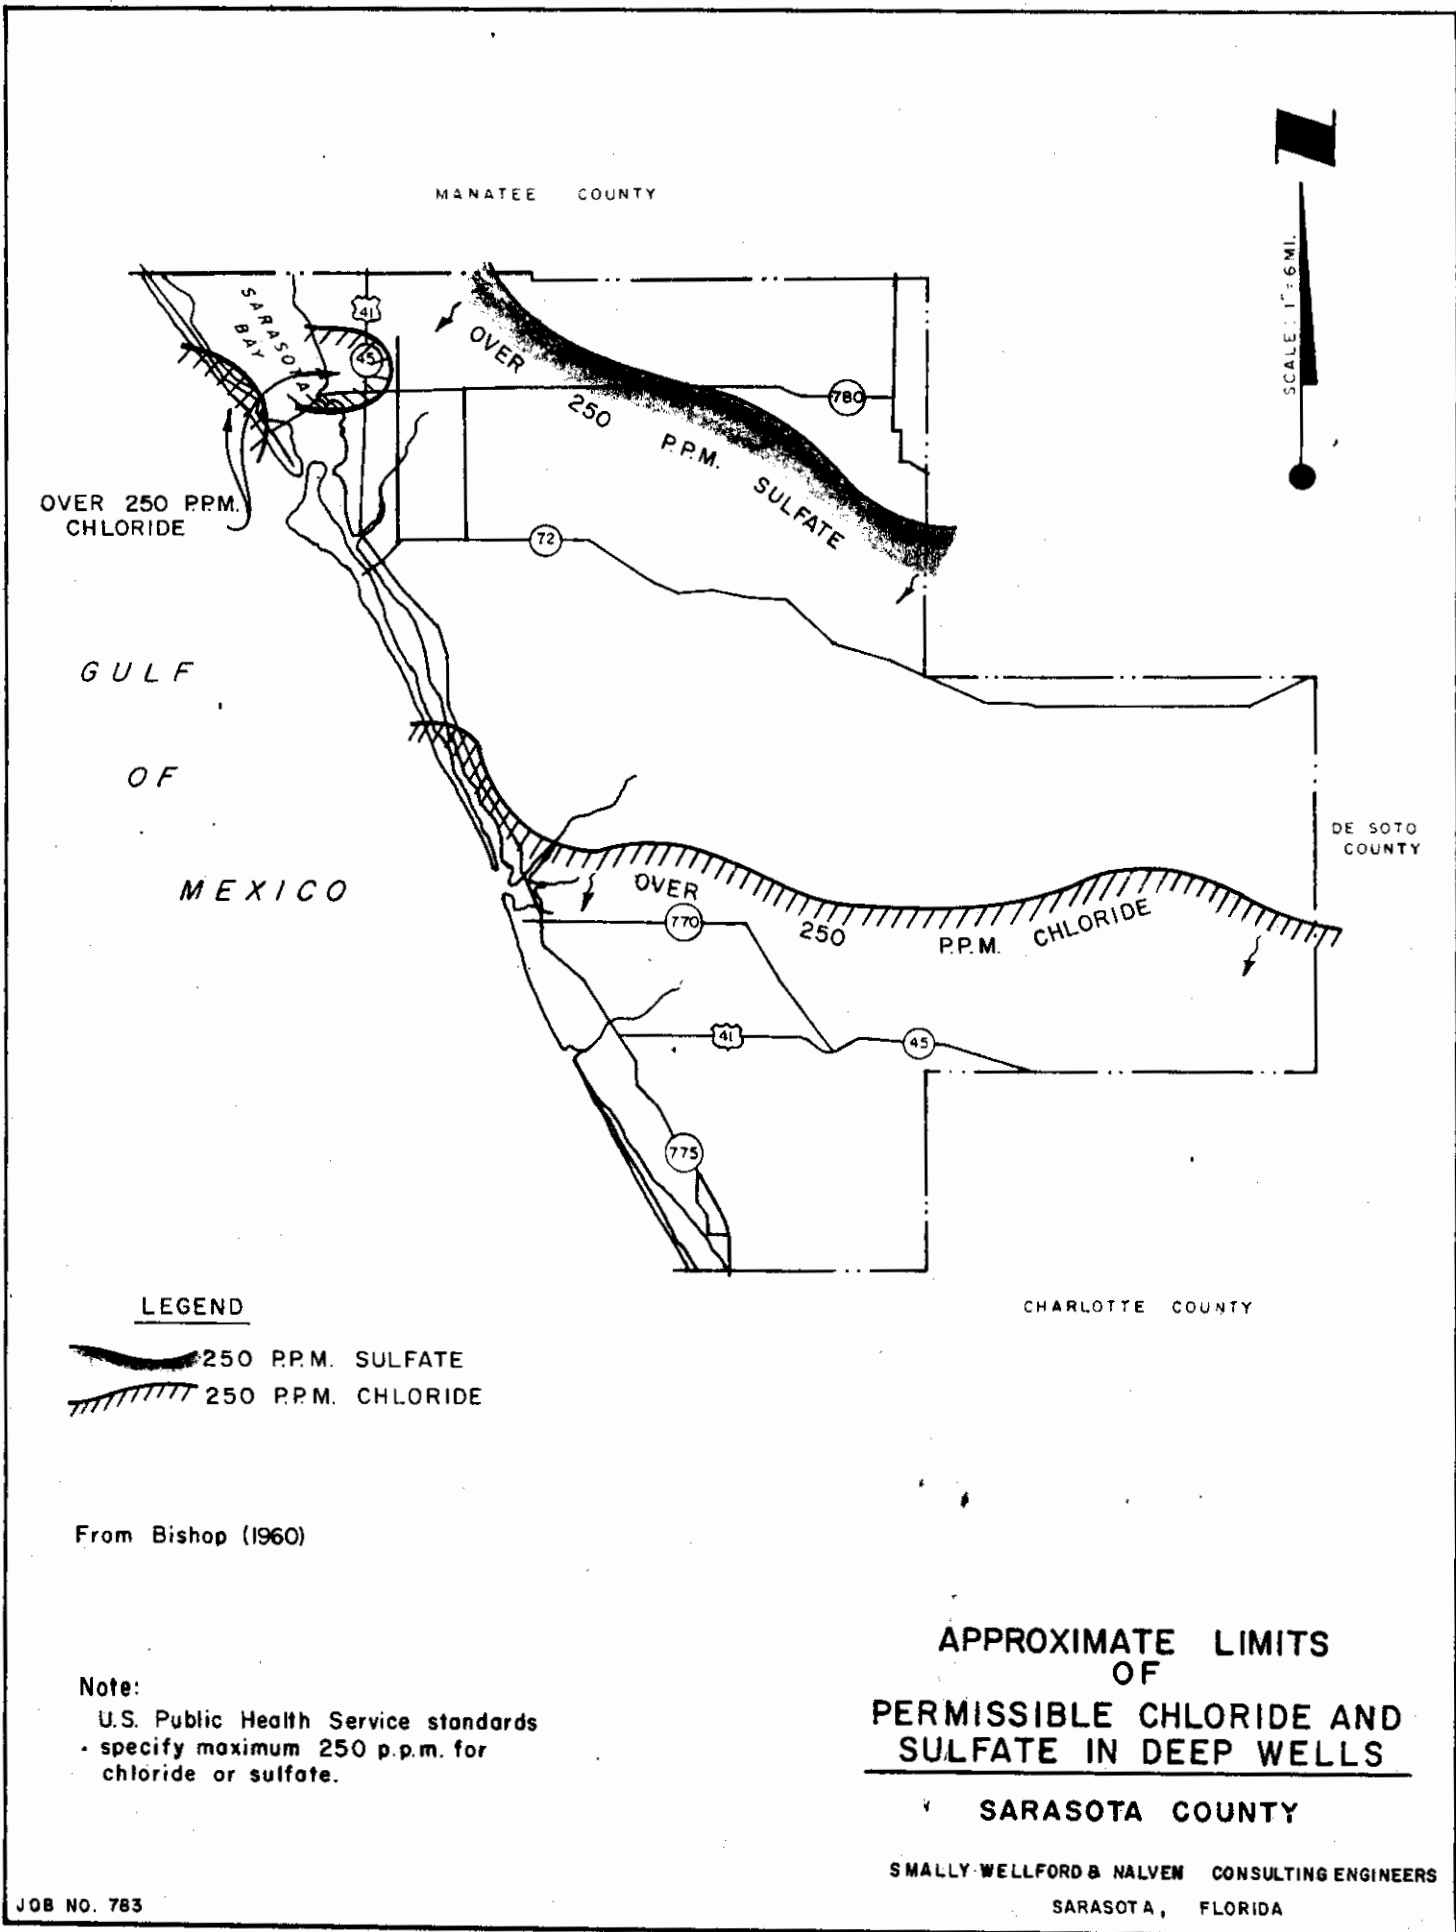 MANATEE COUNTY
SCALE: 1"=6MI.
SARASOTA
BAY
41
45
OVER 250 P.P.M. SULFATE
780
OVER 250 P.P.M.
CHLORIDE
72
GULF
OF
MEXICO
DE SOTO
COUNTY
OVER 250 P.P.M. CHLORIDE
770
41
45
775
CHARLOTTE COUNTY
LEGEND
250 P.P.M. SULFATE
250 P.P.M. CHLORIDE
From Bishop (1960)
APPROXIMATE LIMITS
OF
PERMISSIBLE CHLORIDE AND
SULFATE IN DEEP WELLS
SARASOTA COUNTY
Note:
U.S. Public Health Service standards
specify maximum 250 p.p.m. for
chloride or sulfate.
SMALLY·WELLFORD & NALVEN CONSULTING ENGINEERS
SARASOTA, FLORIDA
JOB NO. 783